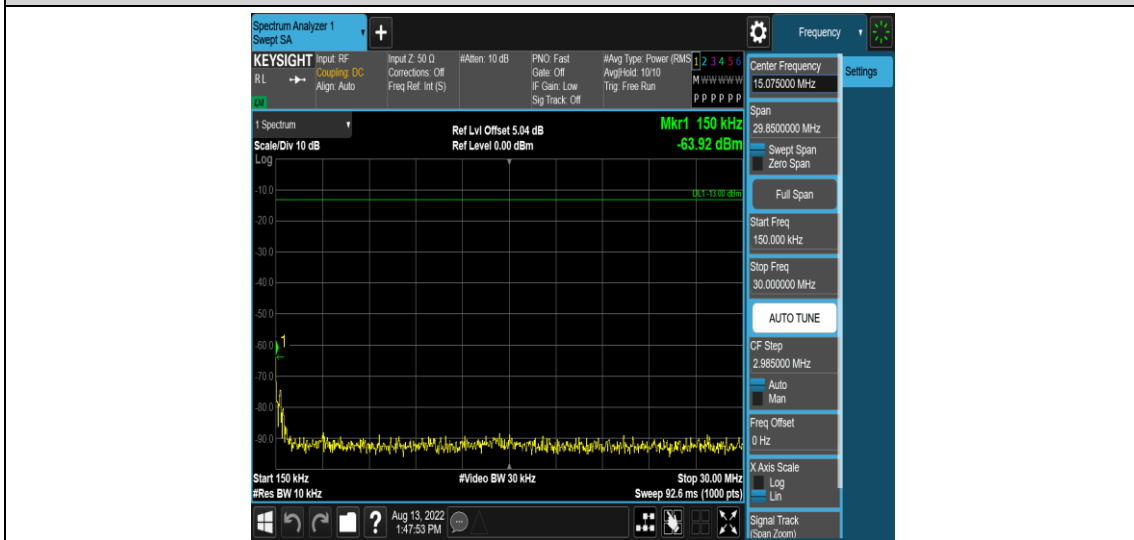 Spectrum Analyzer 1
Swept SA
+
Frequency
KEYSIGHT
RL
Input: RF
Coupling: DC
Align: Auto
Input Z: 50 Ω
Corrections: Off
Freq Ref: Int (S)
#Atten: 10 dB
PNO: Fast
Gate: Off
IF Gain: Low
Sig Track: Off
#Avg Type: Power (RMS
Avg|Hold: 10/10
Trig: Free Run
1 2 3 4 5 6
M W W W W W
P P P P P P
Center Frequency
15.075000 MHz
Settings
Span
29.8500000 MHz
Swept Span
Zero Span
Full Span
Start Freq
150.000 kHz
Stop Freq
30.000000 MHz
AUTO TUNE
CF Step
2.985000 MHz
Auto
Man
Freq Offset
0 Hz
X Axis Scale
Log
Lin
Signal Track
(Span Zoom)
1 Spectrum
Scale/Div 10 dB
Log
Ref Lvl Offset 5.04 dB
Ref Level 0.00 dBm
Mkr1 150 kHz
-63.92 dBm
DL1 -13.00 dBm
-10.0
-20.0
-30.0
-40.0
-50.0
-60.0
1
-70.0
-80.0
-90.0
Start 150 kHz
#Video BW 30 kHz
Stop 30.00 MHz
#Res BW 10 kHz
Sweep 92.6 ms (1000 pts)
?
Aug 13, 2022
1:47:53 PM